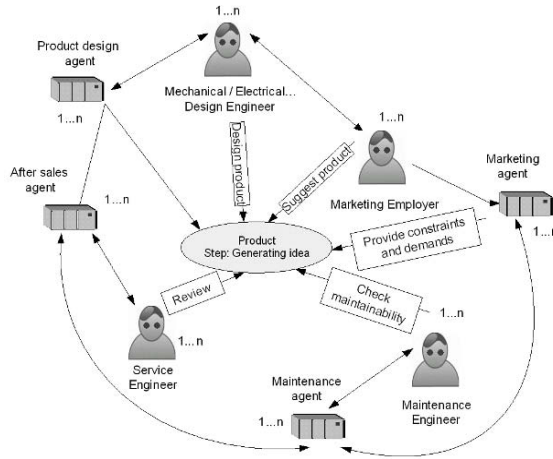 1...n
Product design
agent
1...n
Mechanical / Electrical...
Design Engineer
1...n
Design product
Suggest product
After sales
agent
1...n
Marketing Employer
Marketing
agent
1...n
Product
Step: Generating idea
Provide constraints
and demands
Review
Check
maintainability
1...n
1...n
Service
Engineer
Maintenance
agent
1...n
Maintenance
Engineer